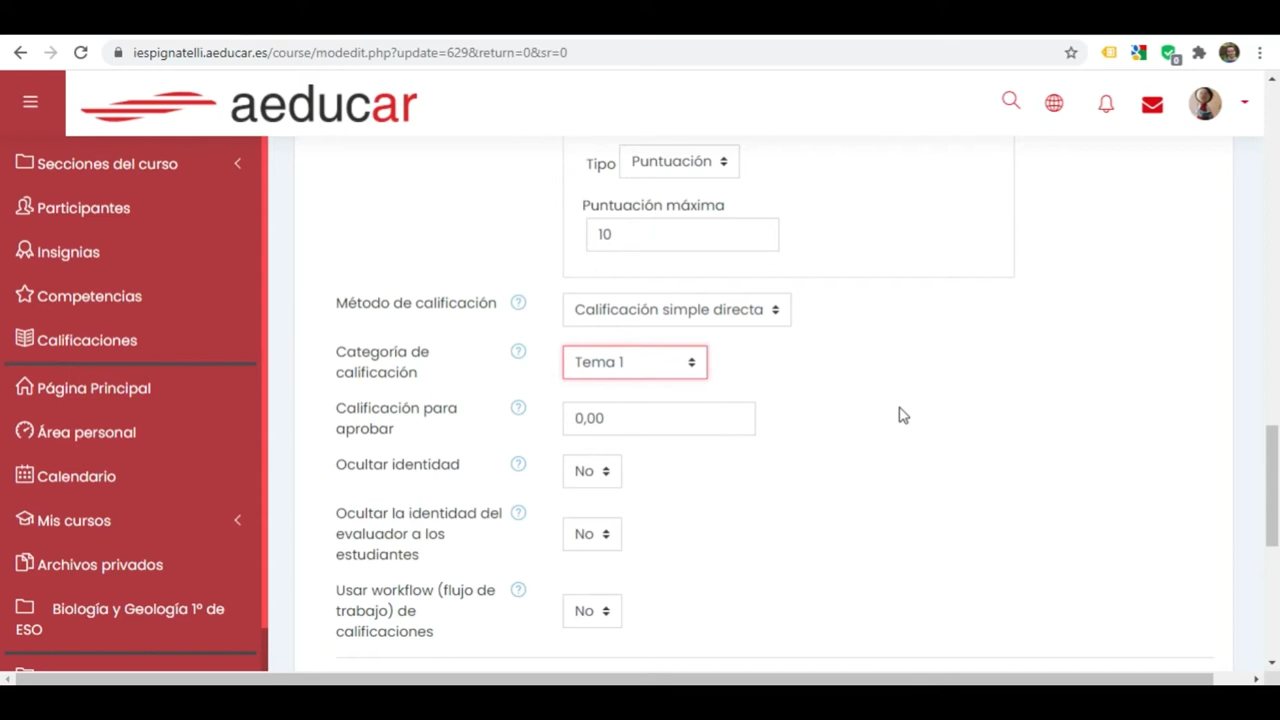 iespignatelli.aeducar.es/course/modedit.php?update=629&return=0&sr=0
0
aeducar
Secciones del curso
Participantes
Insignias
Competencias
Calificaciones
Página Principal
Área personal
Calendario
Mis cursos
Archivos privados
Biología y Geología 1º de
ESO
Tipo Puntuación
Puntuación máxima
10
Método de calificación ? Calificación simple directa
Categoría de
calificación ? Tema 1
Calificación para
aprobar ? 0,00
Ocultar identidad ? No
Ocultar la identidad del
evaluador a los
estudiantes ? No
Usar workflow (flujo de
trabajo) de
calificaciones ? No